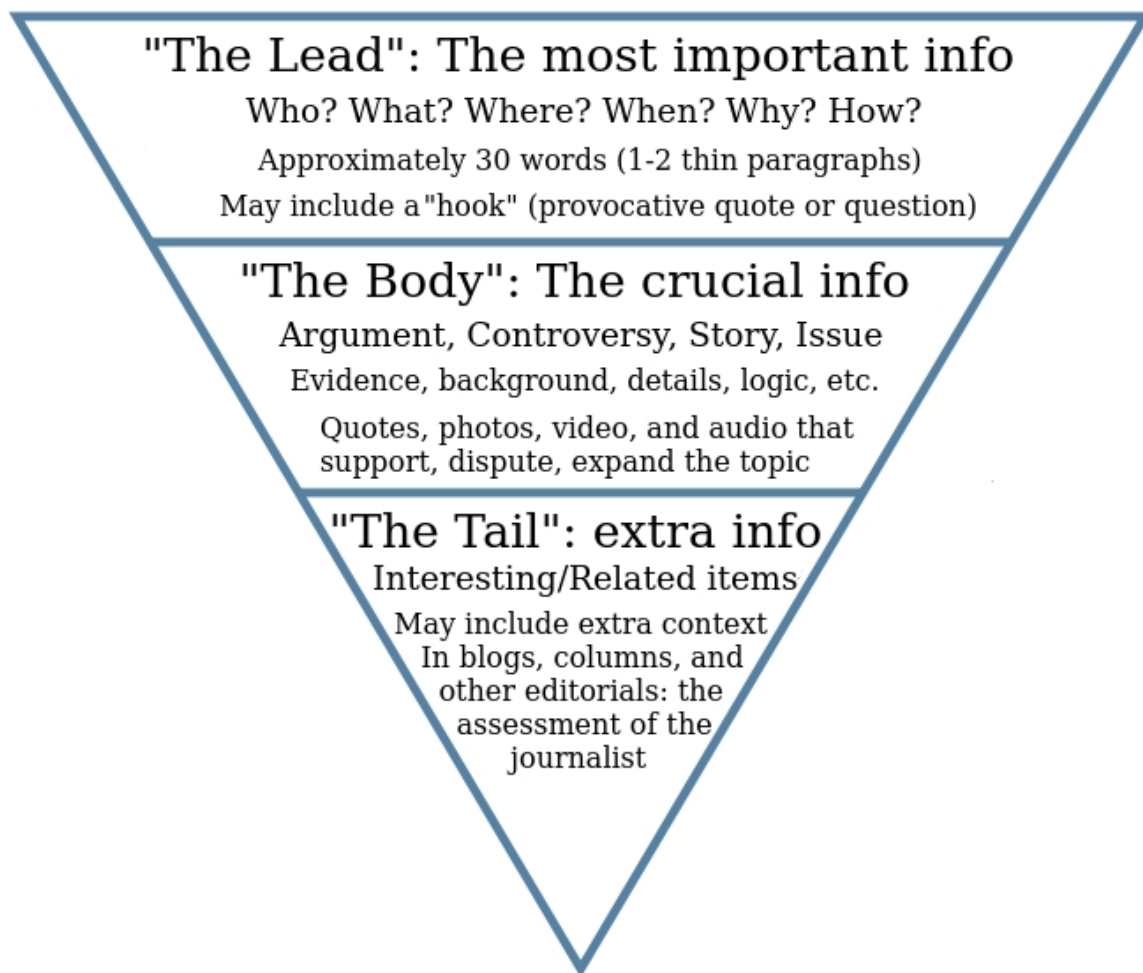 "The Lead": The most important info
Who? What? Where? When? Why? How?
Approximately 30 words (1-2 thin paragraphs)
May include a "hook" (provocative quote or question)
"The Body": The crucial info
Argument, Controversy, Story, Issue
Evidence, background, details, logic, etc.
Quotes, photos, video, and audio that
support, dispute, expand the topic
"The Tail": extra info
Interesting/Related items
May include extra context
In blogs, columns, and
other editorials: the
assessment of the
journalist